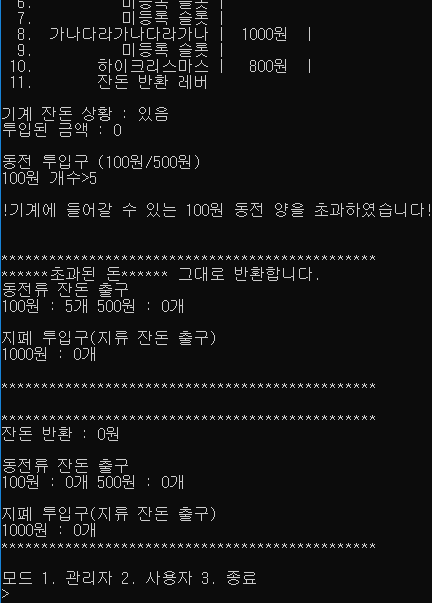 6. 미등록 슬롯 |
7. 미등록 슬롯 |
8. 가나다라가나다라가나 | 1000원 |
9. 미등록 슬롯 |
10. 하이크리스마스 | 800원 |
11. 잔돈 반환 레버
기계 잔돈 상황 : 있음
투입된 금액 : 0
동전 투입구 (100원/500원)
100원 개수>5
!기계에 들어갈 수 있는 100원 동전 양을 초과하였습니다!
***********************************************
******초과된 돈****** 그대로 반환합니다.
동전류 잔돈 출구
100원 : 5개 500원 : 0개
지폐 투입구(지류 잔돈 출구)
1000원 : 0개
***********************************************
***********************************************
잔돈 반환 : 0원
동전류 잔돈 출구
100원 : 0개 500원 : 0개
지폐 투입구(지류 잔돈 출구)
1000원 : 0개
***********************************************
모드 1. 관리자 2. 사용자 3. 종료
>